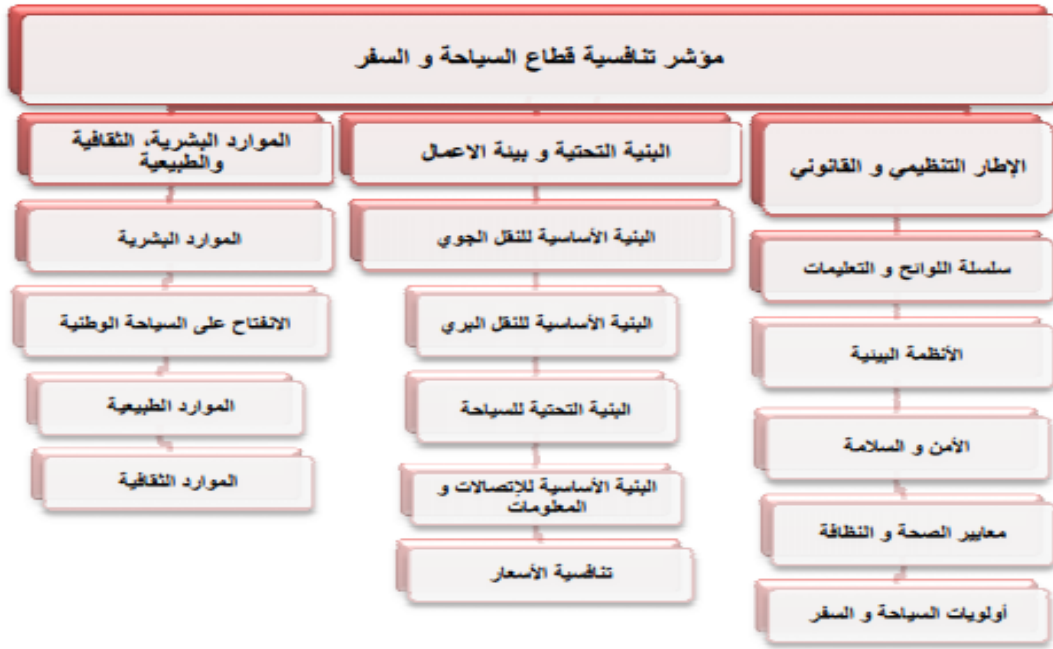 مؤشر تنافسية قطاع السياحة و السفر
الإطار التنظيمي و القانوني
سلسلة اللوائح و التعليمات
الأنظمة البيئية
الأمن و السلامة
معايير الصحة و النظافة
أولويات السياحة و السفر
البنية التحتية و بيئة الاعمال
البنية الأساسية للنقل الجوي
البنية الأساسية للنقل البري
البنية التحتية للسياحة
البنية الأساسية للإتصالات و
المعلومات
تنافسية الأسعار
الموارد البشرية، الثقافية
والطبيعية
الموارد البشرية
الانفتاح على السياحة الوطنية
الموارد الطبيعية
الموارد الثقافية